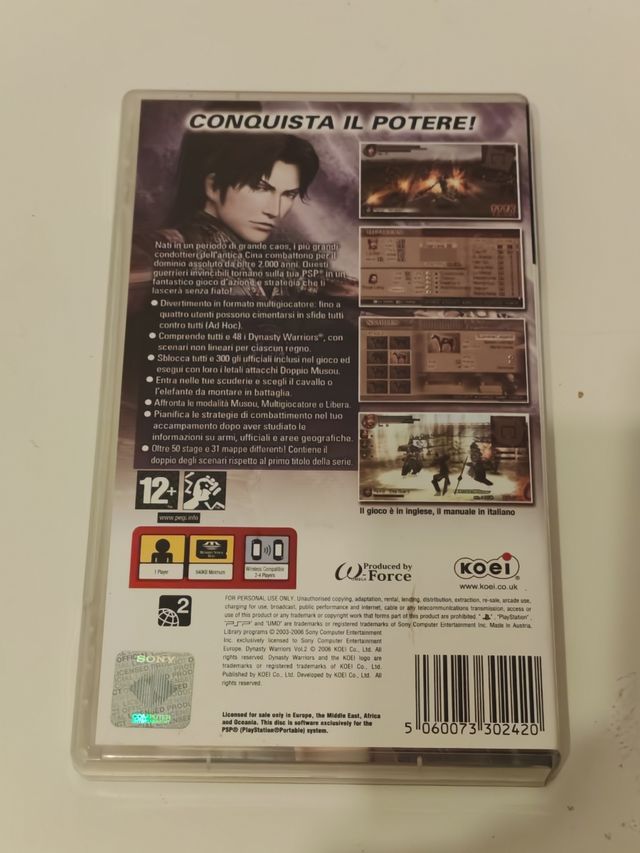 CONQUISTA IL POTERE!
Nati in un periodo di grande caos, i più grandi
condottieri dell'antica Cina combattono per il
dominio assoluto da oltre 2.000 anni. Questi
guerrieri invincibili tornano sulla tua PSP® in un
fantastico gioco d'azione e strategia che ti
lascerà senza fiato!
● Divertimento in formato multigiocatore: fino a
quattro utenti possono cimentarsi in sfide tutti
contro tutti (Ad Hoc).
● Comprende tutti e 48 i Dynasty Warriors®, con
scenari non lineari per ciascun regno.
● Sblocca tutti e 300 gli ufficiali inclusi nel gioco ed
esegui con loro i letali attacchi Doppio Musou.
● Entra nelle tue scuderie e scegli il cavallo o
l'elefante da montare in battaglia.
● Affronta le modalità Musou, Multigiocatore e Libera.
● Pianifica le strategie di combattimento nel tuo
accampamento dopo aver studiato le
informazioni su armi, ufficiali e aree geografiche.
● Oltre 50 stage e 31 mappe differenti! Contiene il
doppio degli scenari rispetto al primo titolo della serie.
12+
www.pegi.info
Il gioco è in inglese, il manuale in italiano
1 Player
540KB Minimum
Wireless Compatible
2-4 Players
ω Produced by
OMEGA Force
KOEI
www.koei.co.uk
2
FOR PERSONAL USE ONLY. Unauthorised copying, adaptation, rental, lending, distribution, extraction, re-sale, arcade use,
charging for use, broadcast, public performance and internet, cable or any telecommunications transmission, access or
use of this product or any trademark or copyright work that forms part of this product are prohibited. "PlayStation",
"PSP" and "UMD" are trademarks or registered trademarks of Sony Computer Entertainment Inc. Made in Austria.
Library programs © 2003-2006 Sony Computer Entertainment
Inc. exclusively licensed to Sony Computer Entertainment
Europe. Dynasty Warriors Vol.2 © 2006 KOEI Co., Ltd. All
rights reserved. Dynasty Warriors and the KOEI logo are
trademarks or registered trademarks of KOEI Co., Ltd.
Published by KOEI Co., Ltd. Developed by KOEI Co., Ltd. All
rights reserved.
SONY
COMPUTER
Licensed for sale only in Europe, the Middle East, Africa
and Oceania. This disc is software exclusively for the
PSP® (PlayStation®Portable) system.
5 060073 302420